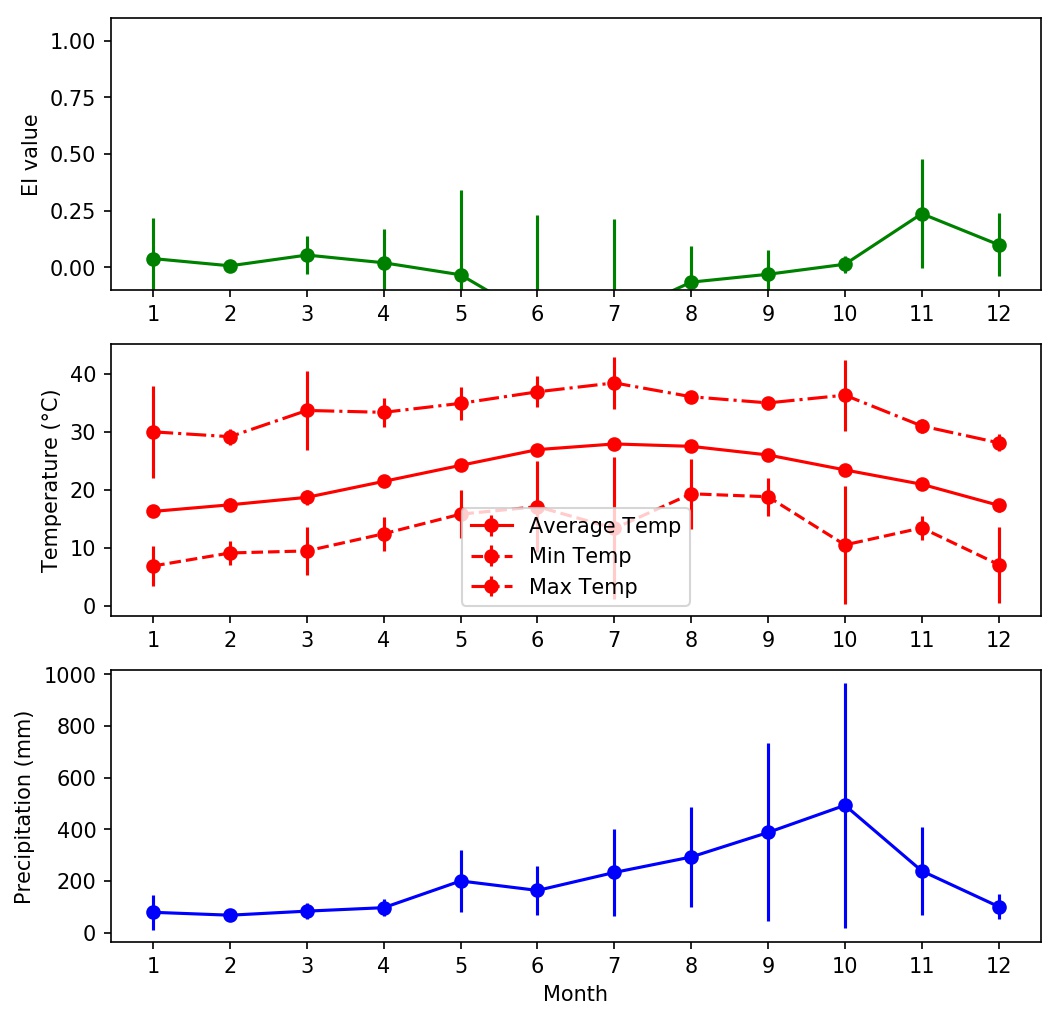 EI value
1.00
0.75
0.50
0.25
0.00
1 2 3 4 5 6 7 8 9 10 11 12
Temperature (°C)
40
30
20
10
0
Average Temp
Min Temp
Max Temp
1 2 3 4 5 6 7 8 9 10 11 12
Precipitation (mm)
1000
800
600
400
200
0
1 2 3 4 5 6 7 8 9 10 11 12
Month